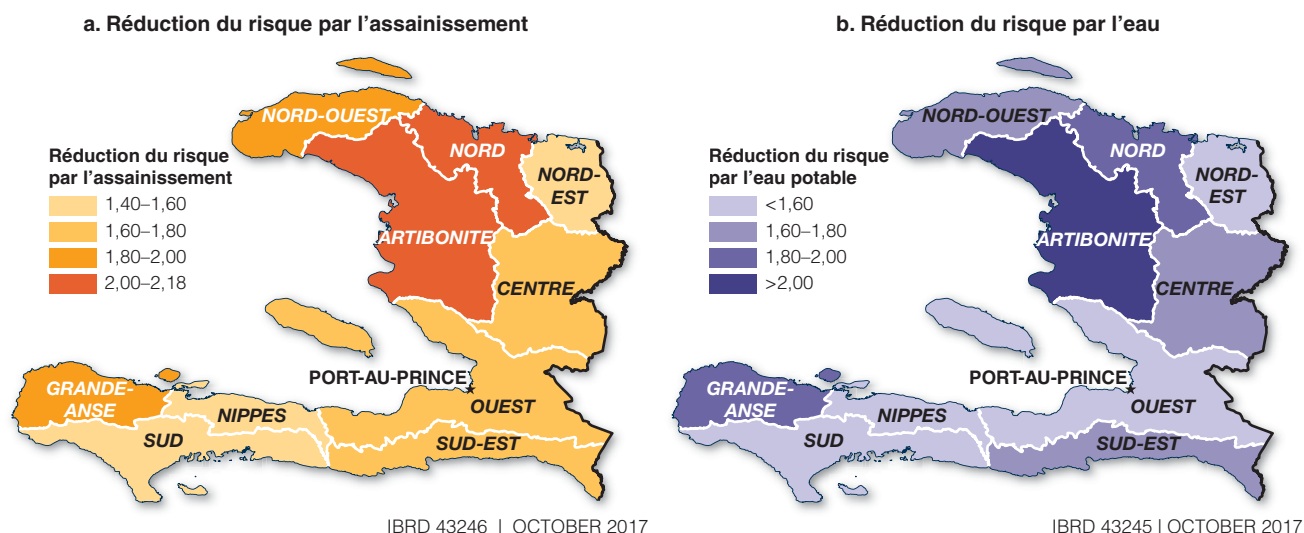 a. Réduction du risque par l’assainissement
NORD-OUEST
NORD
NORD-
EST
Réduction du risque
par l’assainissement
1,40–1,60
1,60–1,80
1,80–2,00
2,00–2,18
ARTIBONITE
CENTRE
PORT-AU-PRINCE
GRANDE-
ANSE
NIPPES
OUEST
SUD
SUD-EST
IBRD 43246 | OCTOBER 2017
b. Réduction du risque par l’eau
NORD-OUEST
NORD
NORD-
EST
Réduction du risque
par l’eau potable
<1,60
1,60–1,80
1,80–2,00
>2,00
ARTIBONITE
CENTRE
PORT-AU-PRINCE
GRANDE-
ANSE
NIPPES
OUEST
SUD
SUD-EST
IBRD 43245 | OCTOBER 2017